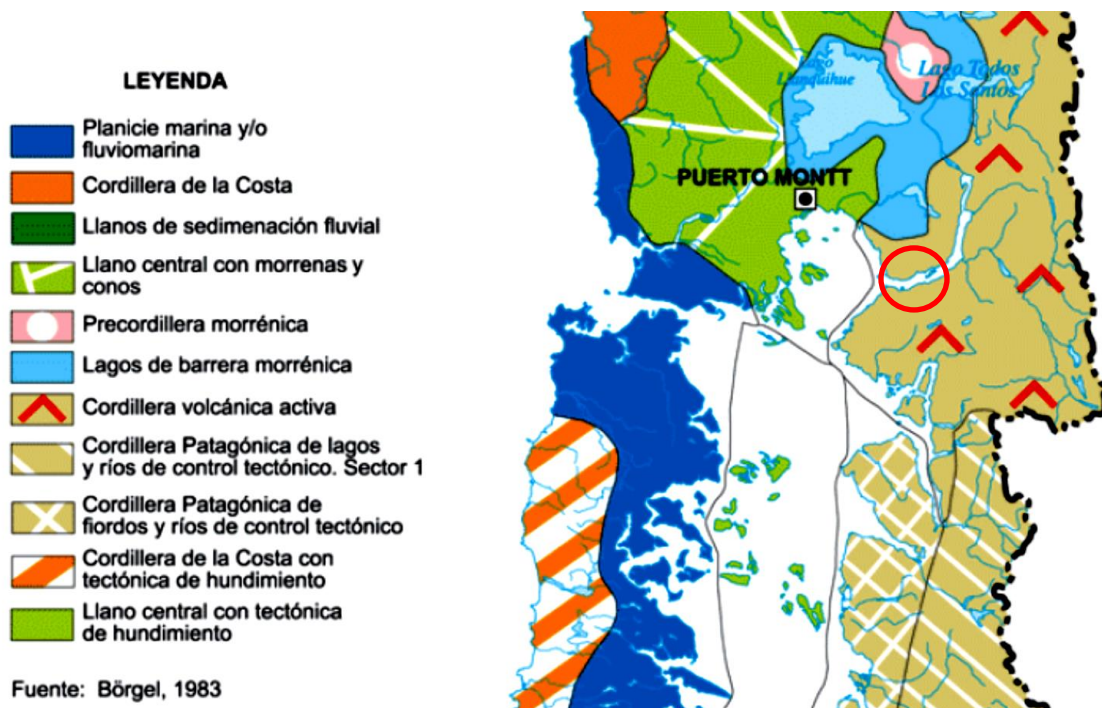 LEYENDA
Planicie marina y/o
fluviomarina
Cordillera de la Costa
Llanos de sedimenación fluvial
Llano central con morrenas y
conos
Precordillera morrénica
Lagos de barrera morrénica
Cordillera volcánica activa
Cordillera Patagónica de lagos
y ríos de control tectónico. Sector 1
Cordillera Patagónica de
fiordos y ríos de control tectónico
Cordillera de la Costa con
tectónica de hundimiento
Llano central con tectónica
de hundimiento
Fuente: Börgel, 1983
Lago
Llanquihue
Lago Todos
Los Santos
PUERTO MONTT